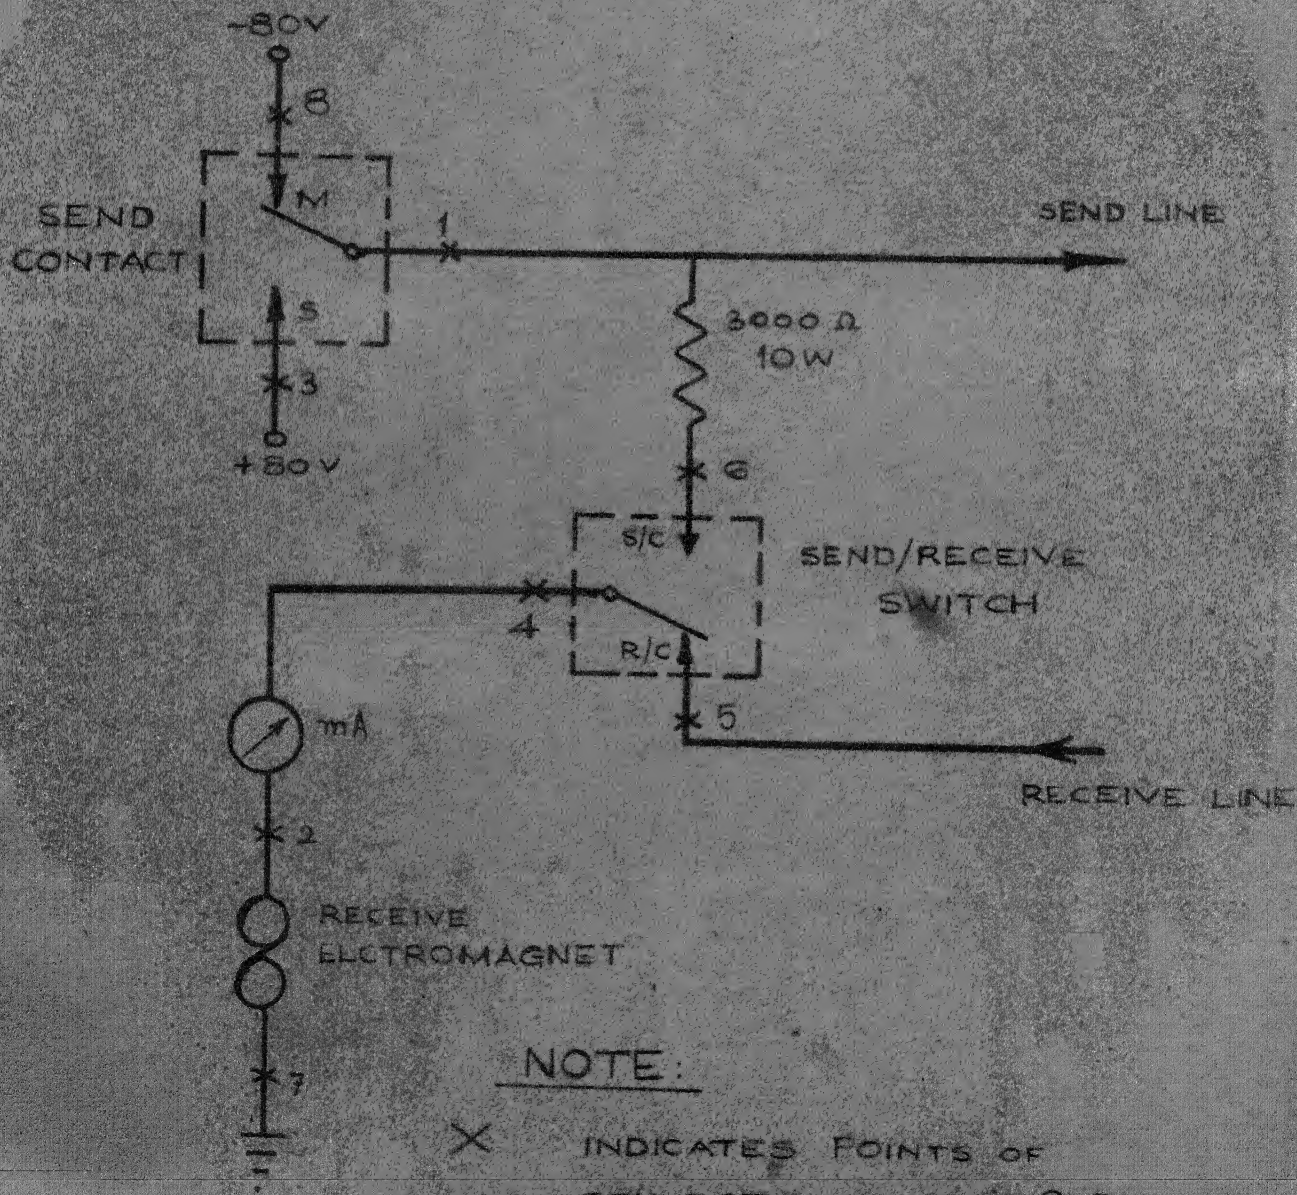 -80V
8
M
SEND
CONTACT
1
SEND LINE
S
3000 Ω
10W
3
+80V
6
S/C
SEND/RECEIVE
SWITCH
4
R/C
5
mA
RECEIVE LINE
2
RECEIVE
ELCTROMAGNET
7
NOTE:
X INDICATES POINTS OF